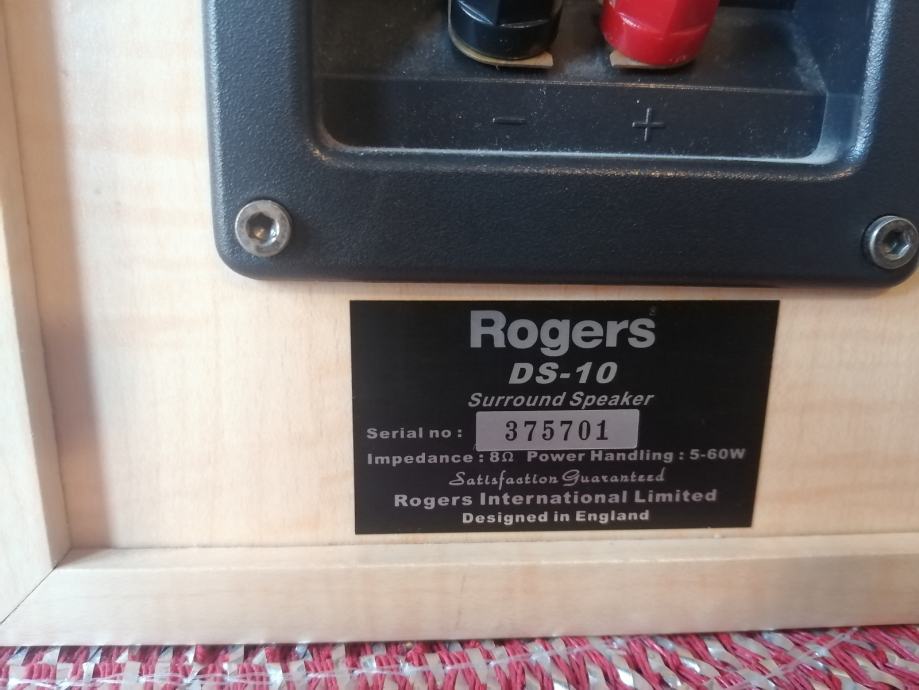 - +
Rogers®
DS-10
Surround Speaker
Serial no : 375701
Impedance : 8Ω Power Handling : 5-60W
Satisfaction Guaranteed
Rogers International Limited
Designed in England